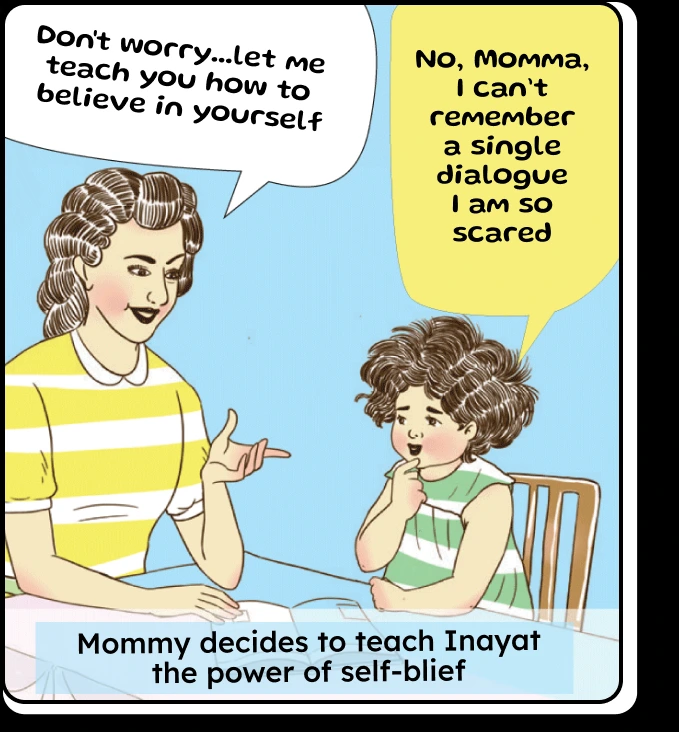 Don't worry...let me
teach you how to
believe in yourself
No, Momma,
I can't
remember
a single
dialogue
I am so
scared
Mommy decides to teach Inayat
the power of self-blief